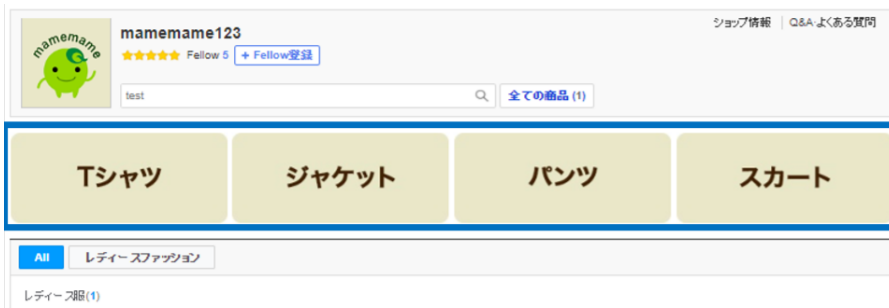 ショップ情報 | Q&A·よくある質問
mamemame
mamemame123
★★★★★ Fellow 5 + Fellow登録
test
全ての商品 (1)
Tシャツ ジャケット パンツ スカート
All レディースファッション
レディース服(1)